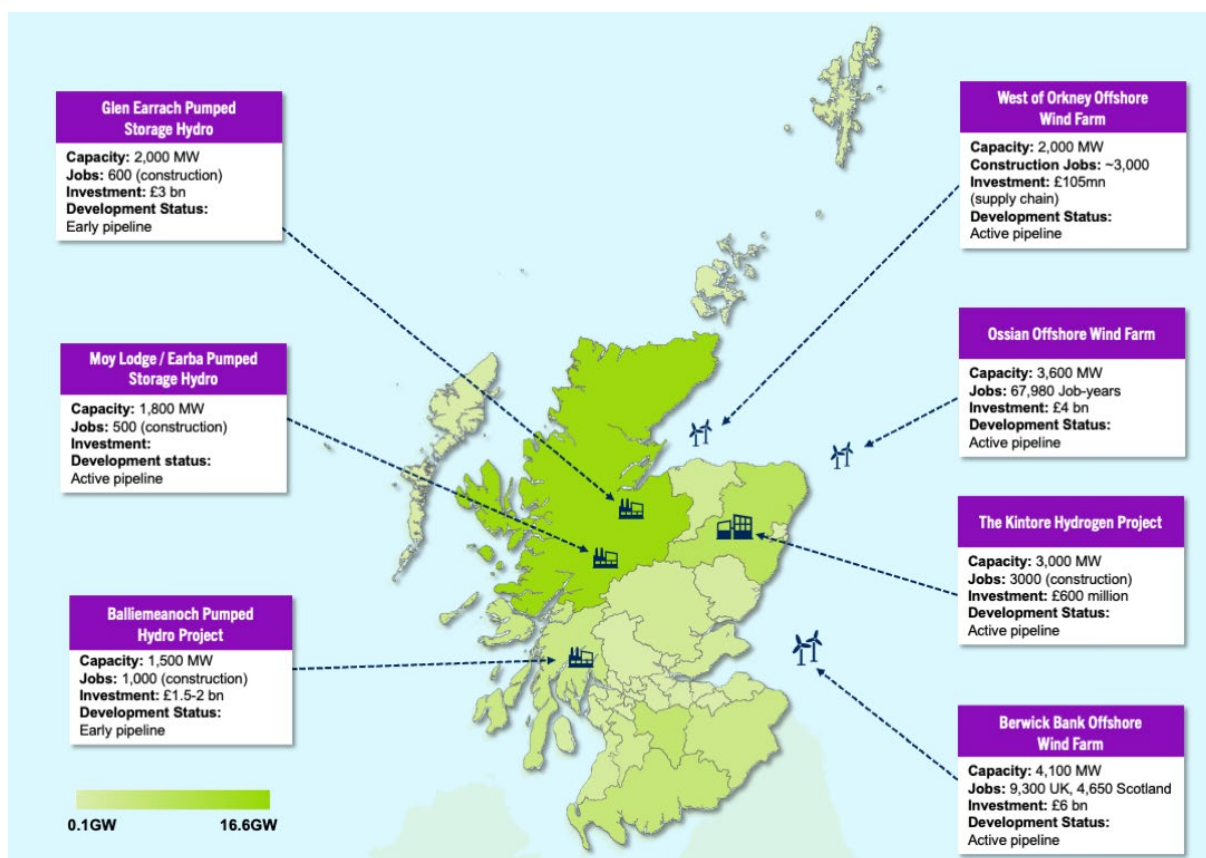 Glen Earrach Pumped
Storage Hydro
Capacity: 2,000 MW
Jobs: 600 (construction)
Investment: £3 bn
Development Status:
Early pipeline
Moy Lodge / Earba Pumped
Storage Hydro
Capacity: 1,800 MW
Jobs: 500 (construction)
Investment:
Development status:
Active pipeline
Balliemeanoch Pumped
Hydro Project
Capacity: 1,500 MW
Jobs: 1,000 (construction)
Investment: £1.5-2 bn
Development Status:
Early pipeline
0.1GW 16.6GW
West of Orkney Offshore
Wind Farm
Capacity: 2,000 MW
Construction Jobs: ~3,000
Investment: £105mn
(supply chain)
Development Status:
Active pipeline
Ossian Offshore Wind Farm
Capacity: 3,600 MW
Jobs: 67,980 Job-years
Investment: £4 bn
Development Status:
Active pipeline
The Kintore Hydrogen Project
Capacity: 3,000 MW
Jobs: 3000 (construction)
Investment: £600 million
Development Status:
Active pipeline
Berwick Bank Offshore
Wind Farm
Capacity: 4,100 MW
Jobs: 9,300 UK, 4,650 Scotland
Investment: £6 bn
Development Status:
Active pipeline